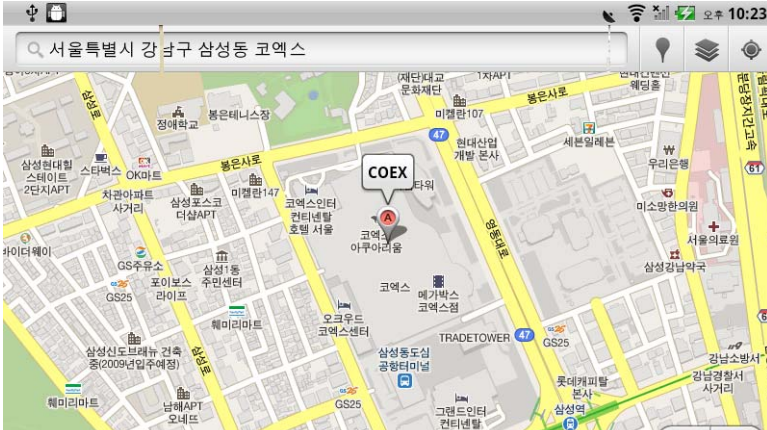 오후 10:23
서울특별시 강남구 삼성동 코엑스
(재단)대교
문화재단
1차APT
웨딩홀
미켈란107
봉은사로
삼성로
정애학교
봉은테니스장
47
현대산업
개발 본사
세븐일레븐
우리은행
61
삼성현대힐
스테이트
2단지APT
스타벅스
OK마트
봉은사로
COEX
타워
차관아파트
사거리
삼성포스코
더샵APT
미켈란147
코엑스인터
컨티넨탈
호텔 서울
A
코엑스
아쿠아리움
영동대로
미소망한의원
서울의료원
바이더웨이
GS주유소
삼성1동
주민센터
삼성강남약국
GS25
포이보스
라이프
코엑스
메가박스
코엑스점
훼미리마트
오크우드
코엑스센터
TRADETOWER
47
GS25
삼성신도브래뉴 건축
중(2009년입주예정)
삼성로
삼성동도심
공항터미널
강남소방서
강남경찰서
사거리
롯데캐피탈
본사
훼미리마트
남해APT
오네뜨
GS25
그랜드인터
컨티넨탈
삼성역